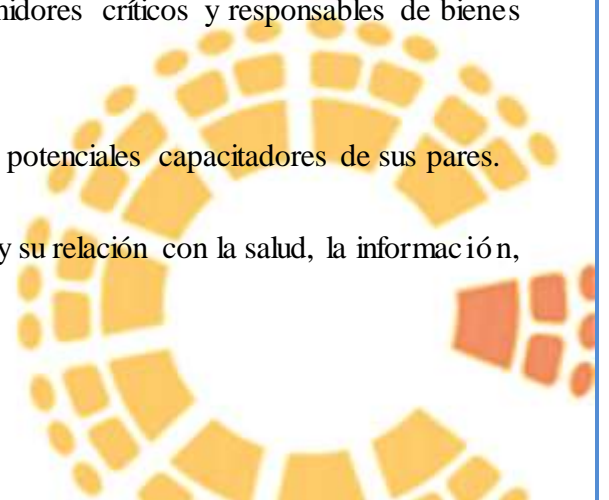 midores críticos y responsables de bienes
potenciales capacitadores de sus pares.
y su relación con la salud, la información,